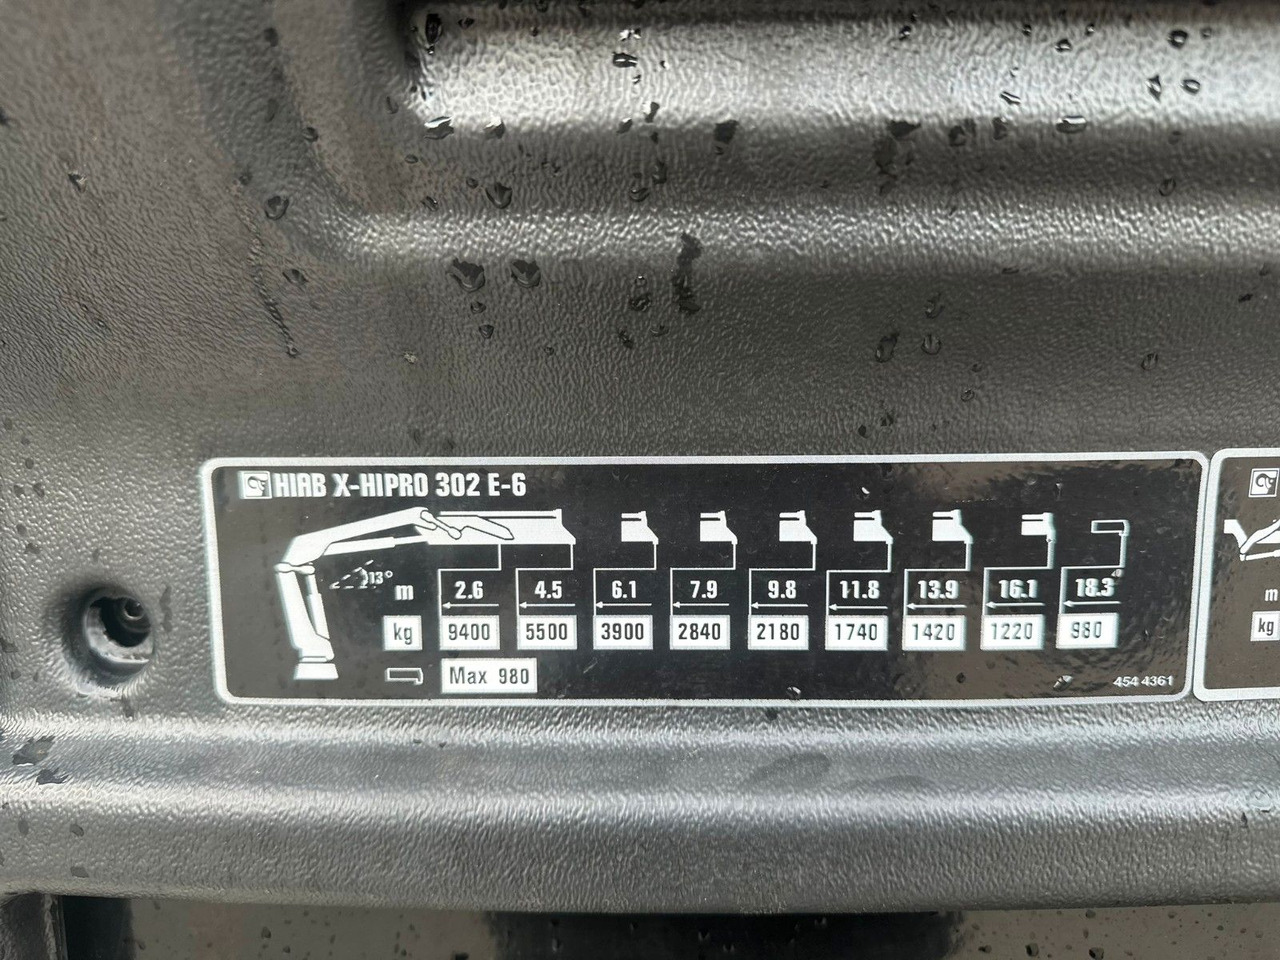 HIAB X-HIPRO 302 E-6
13°
m 2.6 4.5 6.1 7.9 9.8 11.8 13.9 16.1 18.3
kg 9400 5500 3900 2840 2180 1740 1420 1220 980
Max 980
454 4361
m
kg